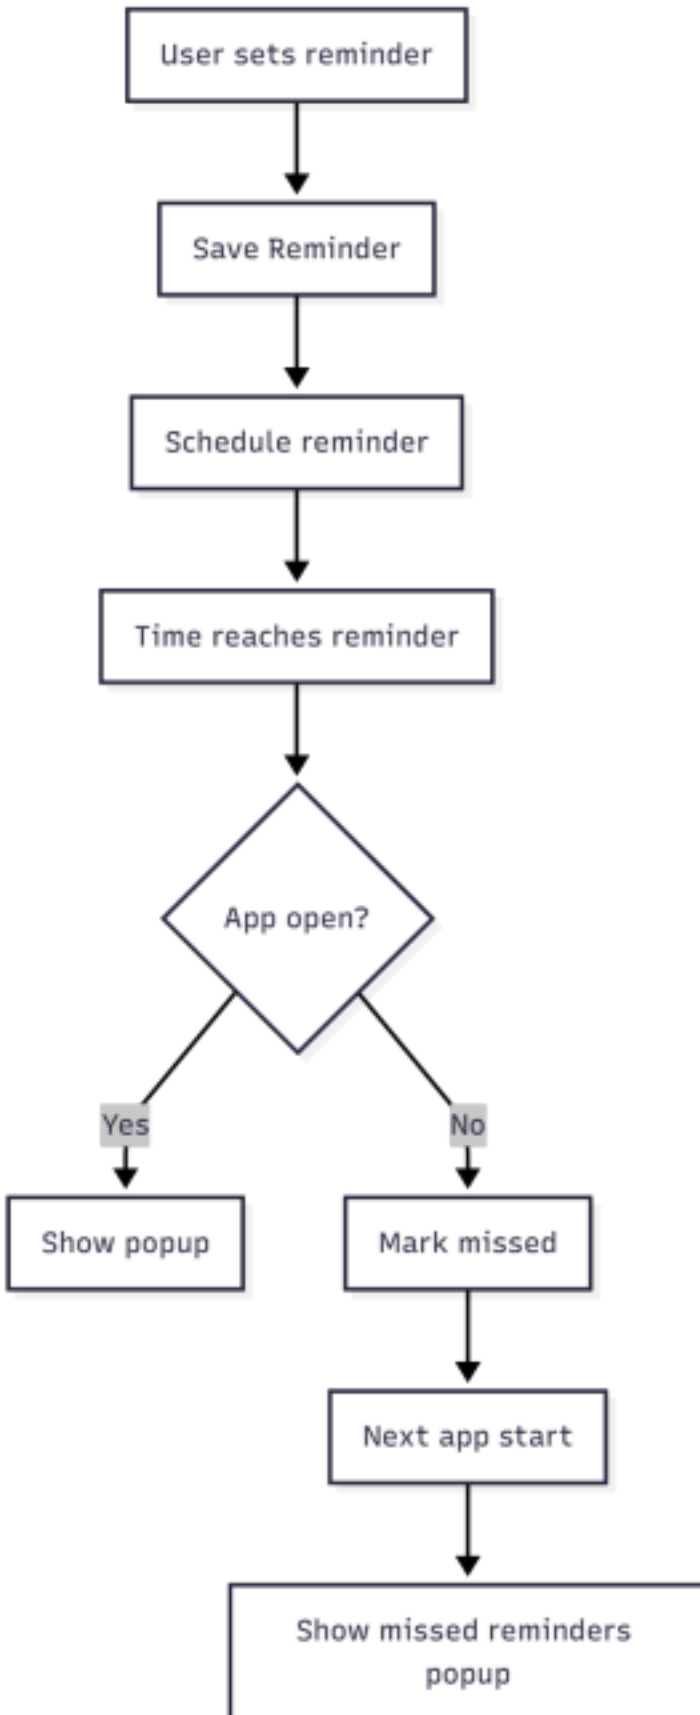 User sets reminder
Save Reminder
Schedule reminder
Time reaches reminder
App open?
Yes
No
Show popup
Mark missed
Next app start
Show missed reminders
popup